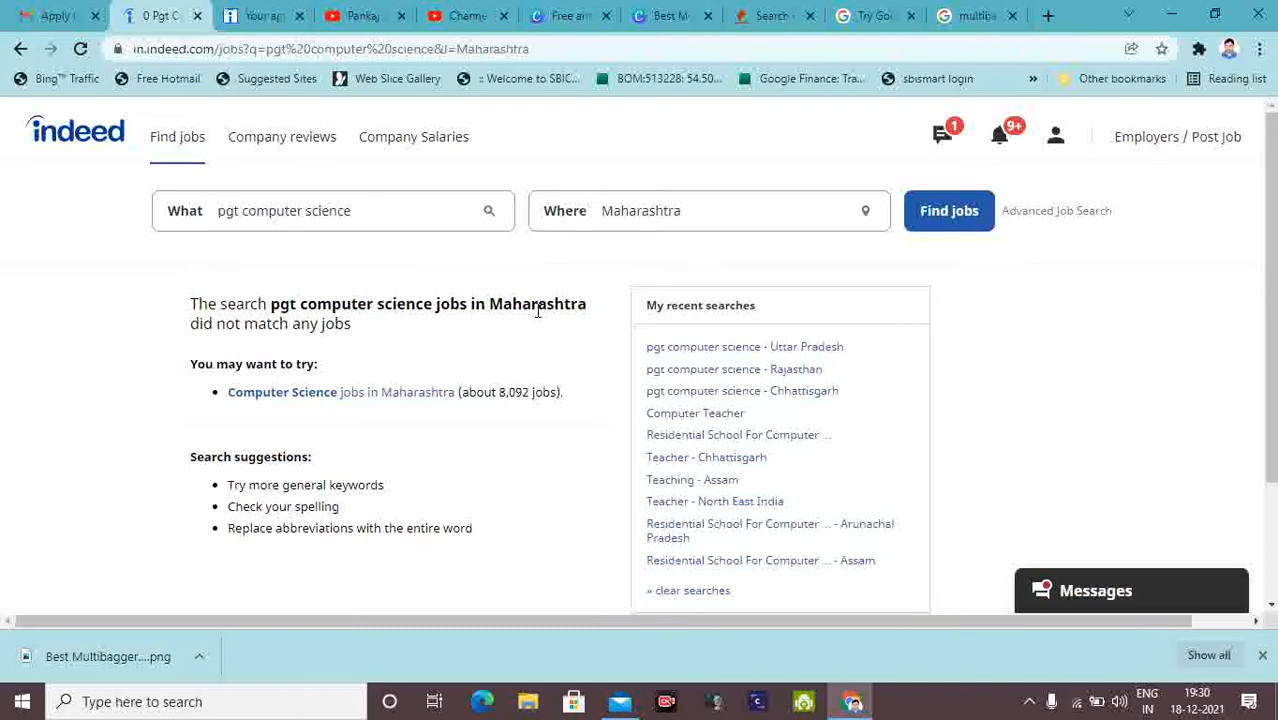 Apply
0 Pgt C
Your ap
Pankaj
Charme
Free an
Best M
Search
Try Go
multiba
in.indeed.com/jobs?q=pgt%20computer%20science&l=Maharashtra
Bing™ Traffic
Free Hotmail
Suggested Sites
Web Slice Gallery
:: Welcome to SBIC...
BOM:513228: 54.50...
Google Finance: Tra...
sbismart login
»
Other bookmarks
Reading list
indeed
Find jobs
Company reviews
Company Salaries
1
9+
Employers / Post Job
What pgt computer science
Where Maharashtra
Find jobs
Advanced Job Search
The search pgt computer science jobs in Maharashtra
did not match any jobs
You may want to try:
Computer Science jobs in Maharashtra (about 8,092 jobs).
Search suggestions:
Try more general keywords
Check your spelling
Replace abbreviations with the entire word
My recent searches
pgt computer science - Uttar Pradesh
pgt computer science - Rajasthan
pgt computer science - Chhattisgarh
Computer Teacher
Residential School For Computer ...
Teacher - Chhattisgarh
Teaching - Assam
Teacher - North East India
Residential School For Computer ... - Arunachal
Pradesh
Residential School For Computer ... - Assam
» clear searches
Messages
Best Multibagger....png
Show all
Type here to search
ENG
IN
19:30
18-12-2021